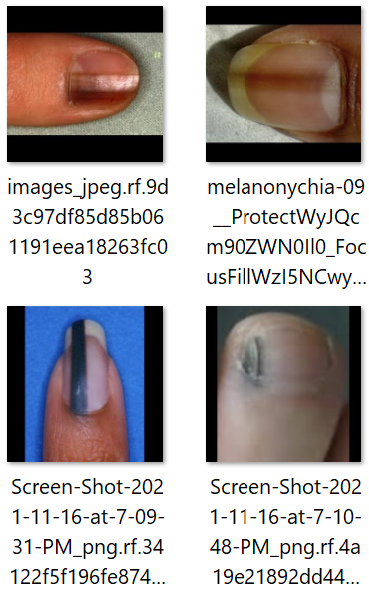 images_jpeg.rf.9d
3c97df85d85b06
1191eea18263fc0
3
melanonychia-09
__ProtectWyJQc
m90ZWN0Il0_Foc
usFillWzI5NCwy...
Screen-Shot-202
1-11-16-at-7-09-
31-PM_png.rf.34
122f5f196fe874...
Screen-Shot-202
1-11-16-at-7-10-
48-PM_png.rf.4a
19e21892dd44...